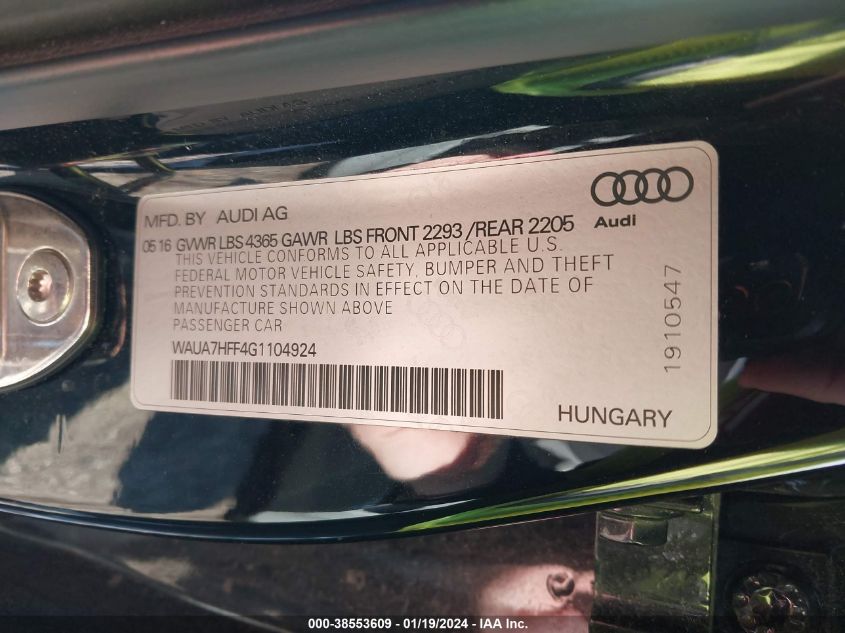 MFD. BY AUDI AG
Audi
05 16 GVWR LBS 4365 GAWR LBS FRONT 2293 /REAR 2205
THIS VEHICLE CONFORMS TO ALL APPLICABLE U.S.
FEDERAL MOTOR VEHICLE SAFETY, BUMPER AND THEFT
PREVENTION STANDARDS IN EFFECT ON THE DATE OF
MANUFACTURE SHOWN ABOVE
PASSENGER CAR
WAUA7HFF4G1104924
HUNGARY
1910547
000-38553609 - 01/19/2024 - IAA Inc.